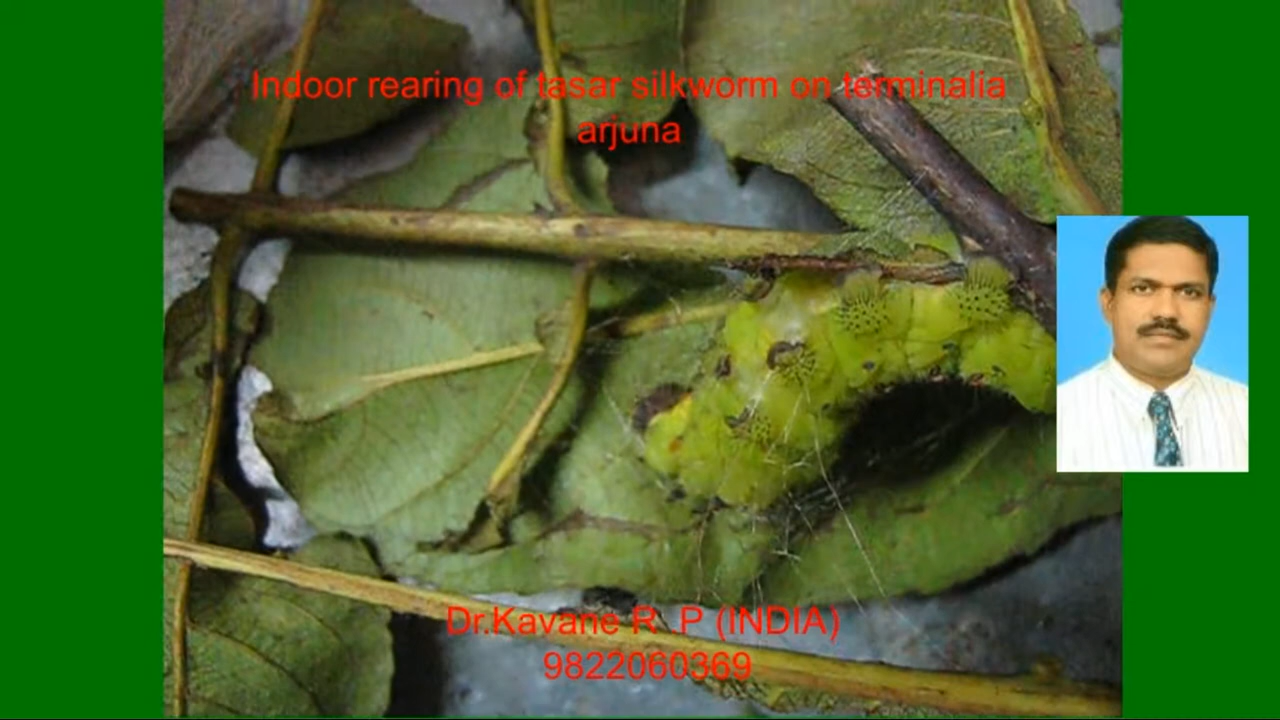 Indoor rearing of tasar silkworm on terminalia
arjuna
Dr.Kavane R..P (INDIA)
9822060369